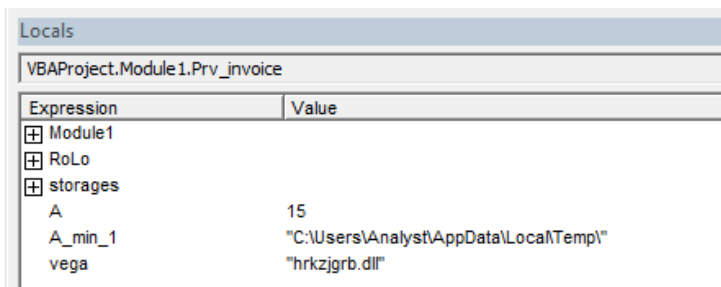 Locals
VBAProject.Module1.Prv_invoice
Expression Value
Module1
RoLo
storages
A 15
A_min_1 "C:\Users\Analyst\AppData\Local\Temp\"
vega "hrkzjgrb.dll"